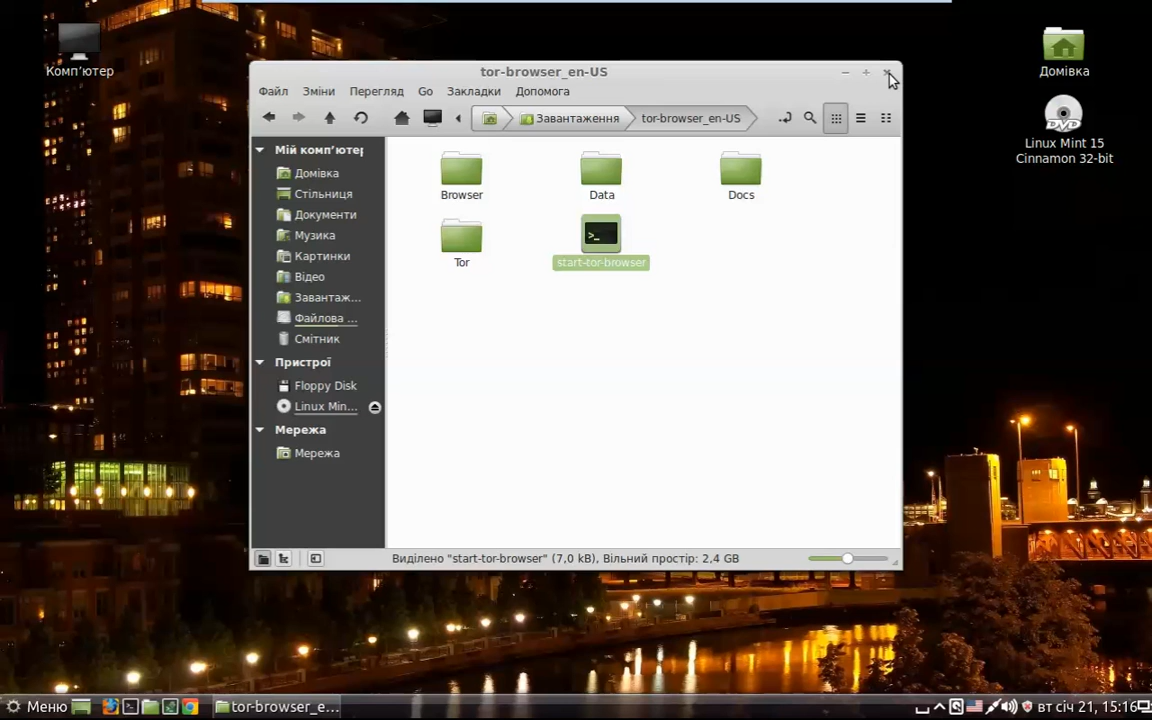 Комп’ютер
Домівка
Linux Mint 15
Cinnamon 32-bit
tor-browser_en-US
Файл Зміни Перегляд Go Закладки Допомога
Завантаження tor-browser_en-US
Мій комп’ютер
Домівка
Стільниця
Документи
Музика
Картинки
Відео
Завантаж...
Файлова ...
Смітник
Пристрої
Floppy Disk
Linux Min...
Мережа
Мережа
Browser Data Docs
Tor start-tor-browser
Виділено "start-tor-browser" (7,0 kB), Вільний простір: 2,4 GB
Меню tor-browser_e... вт січ 21, 15:16